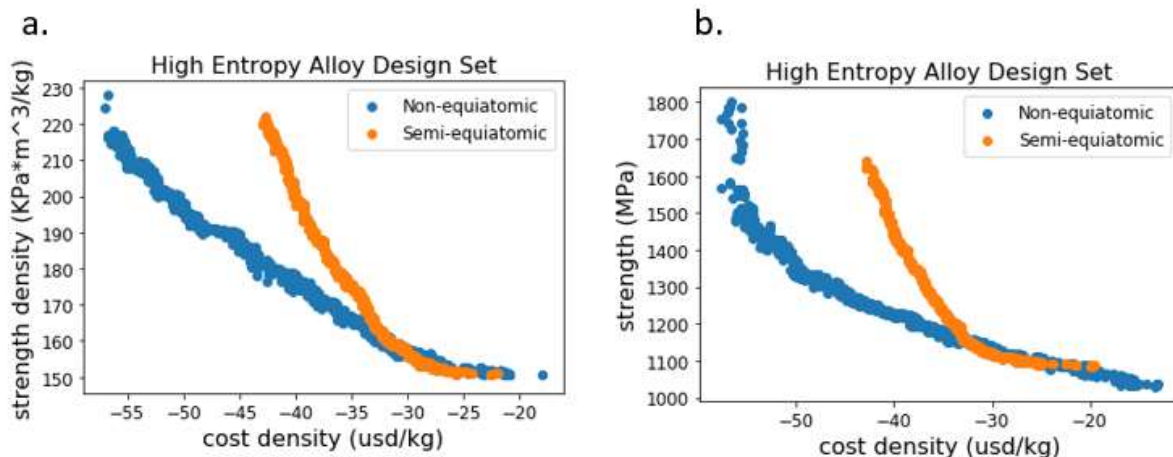 a.
High Entropy Alloy Design Set
230
220
210
200
190
180
170
160
150
strength density (KPa*m^3/kg)
Non-equiatomic
Semi-equiatomic
−55
−50
−45
−40
−35
−30
−25
−20
cost density (usd/kg)
b.
High Entropy Alloy Design Set
1800
1700
1600
1500
1400
1300
1200
1100
1000
strength (MPa)
Non-equiatomic
Semi-equiatomic
−50
−40
−30
−20
cost density (usd/kg)